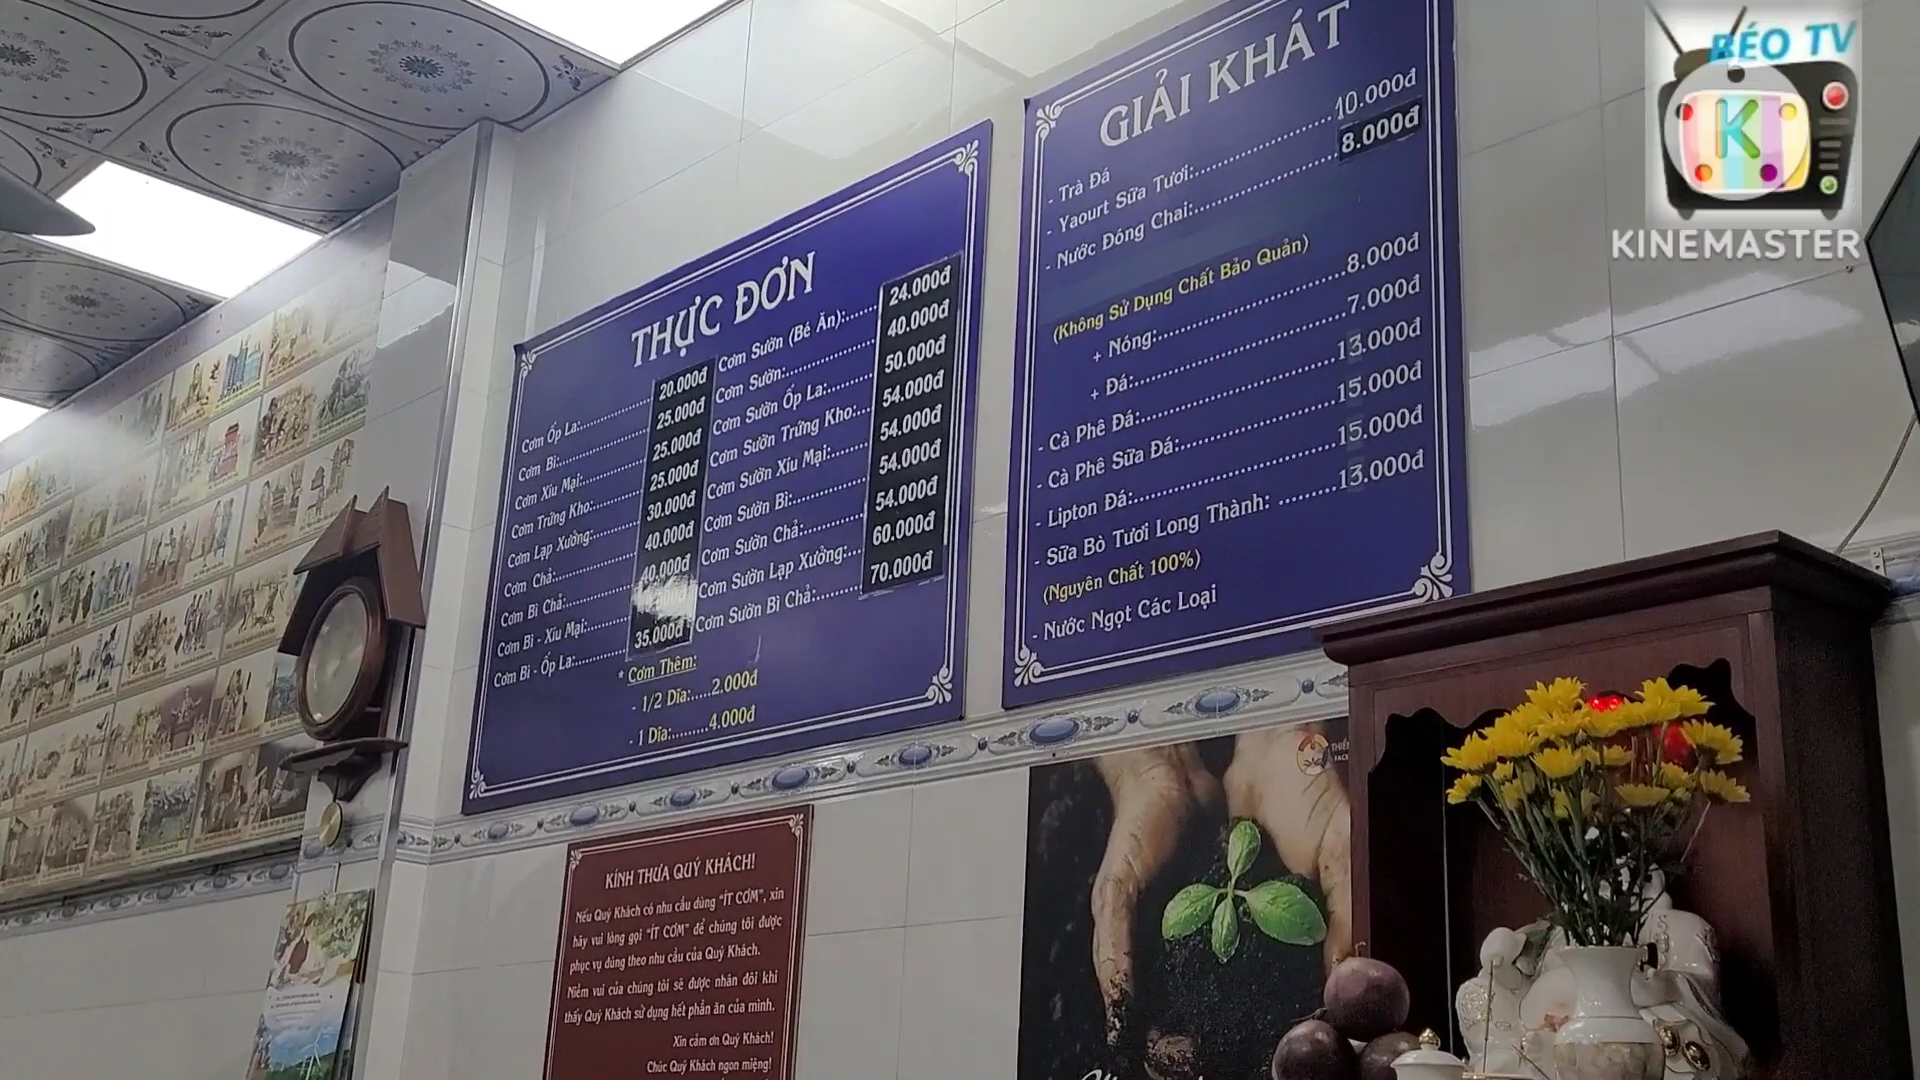 THỰC ĐƠN
Cơm Ốp La:..........20.000đ
Cơm Bì:..........25.000đ
Cơm Xíu Mại:..........25.000đ
Cơm Trứng Kho:..........25.000đ
Cơm Lạp Xưởng:..........30.000đ
Cơm Chả:..........40.000đ
Cơm Bì Chả:..........40.000đ
Cơm Bì - Xíu Mại:..........
Cơm Bì - Ốp La:..........35.000đ
Cơm Sườn (Bé Ăn):..........24.000đ
Cơm Sườn:..........40.000đ
Cơm Sườn Ốp La:..........50.000đ
Cơm Sườn Trứng Kho:..........54.000đ
Cơm Sườn Xíu Mại:..........54.000đ
Cơm Sườn Bì:..........54.000đ
Cơm Sườn Chả:..........54.000đ
Cơm Sườn Lạp Xưởng:..........60.000đ
Cơm Sườn Bì Chả:..........70.000đ
* Cơm Thêm:
- 1/2 Dĩa:.....2.000đ
- 1 Dĩa:.........4.000đ
GIẢI KHÁT
- Trà Đá
- Yaourt Sữa Tươi:..........10.000đ
- Nước Đóng Chai:..........8.000đ
(Không Sử Dụng Chất Bảo Quản)
+ Nóng:..........8.000đ
+ Đá:..........7.000đ
- Cà Phê Đá:..........13.000đ
- Cà Phê Sữa Đá:..........15.000đ
- Lipton Đá:..........15.000đ
- Sữa Bò Tươi Long Thành: .........13.000đ
(Nguyên Chất 100%)
- Nước Ngọt Các Loại
KÍNH THƯA QUÝ KHÁCH!
Nếu Quý Khách có nhu cầu dùng "ÍT CƠM", xin
hãy vui lòng gọi "ÍT CƠM" để chúng tôi được
phục vụ đúng theo nhu cầu của Quý Khách.
Niềm vui của chúng tôi sẽ được nhân đôi khi
thấy Quý Khách sử dụng hết phần ăn của mình.
Xin cảm ơn Quý Khách!
Chúc Quý Khách ngon miệng!
BÉO TV
K
KINEMASTER